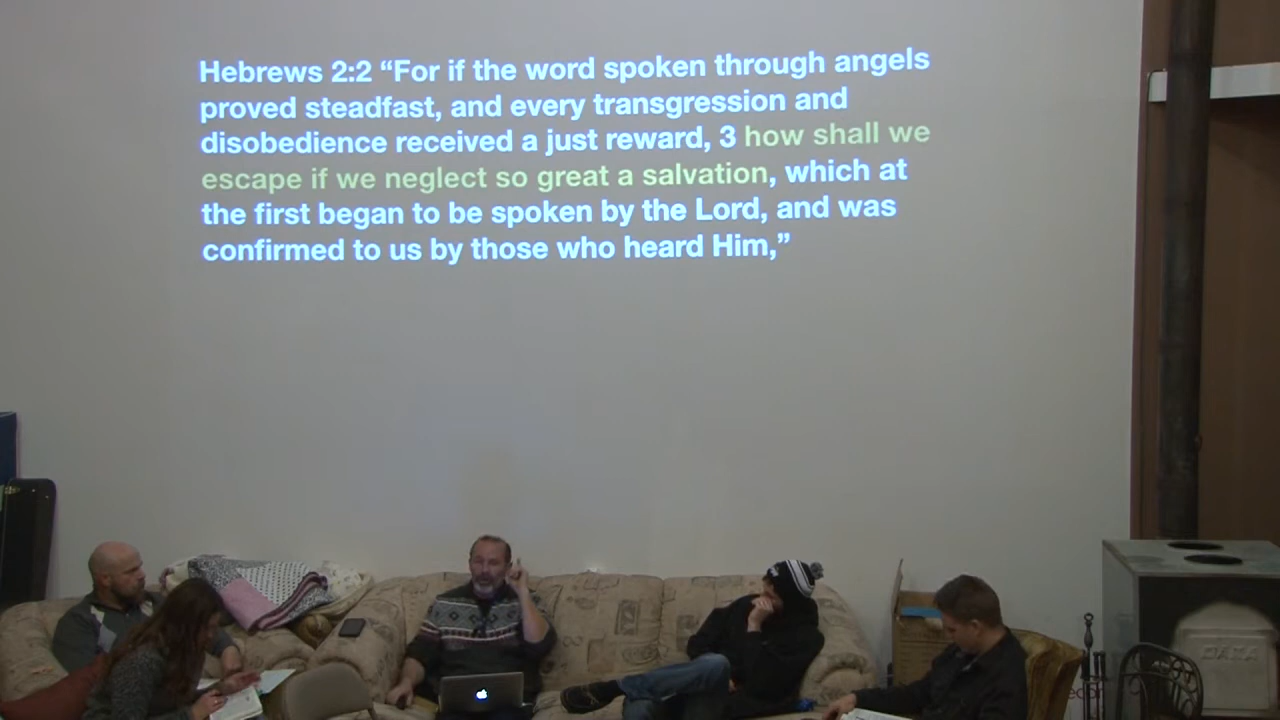 Hebrews 2:2 “For if the word spoken through angels
proved steadfast, and every transgression and
disobedience received a just reward, 3 how shall we
escape if we neglect so great a salvation, which at
the first began to be spoken by the Lord, and was
confirmed to us by those who heard Him,”
DAKA